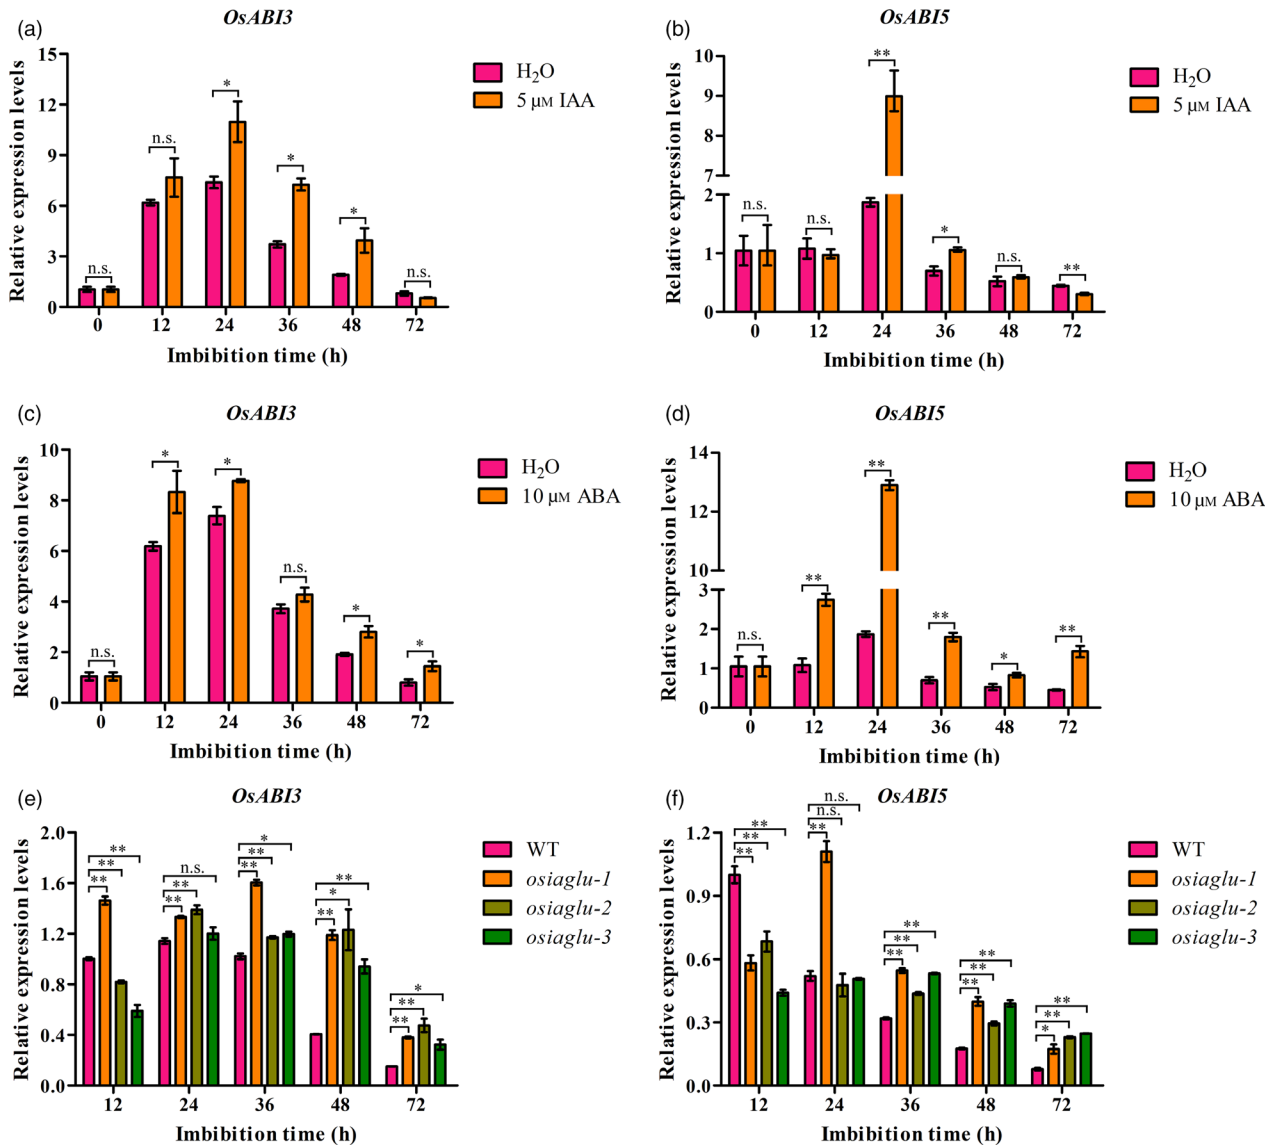 (a)
OsABI3
Relative expression levels
15
12
9
6
3
0
n.s.
n.s.
*
*
*
n.s.
0 12 24 36 48 72
Imbibition time (h)
H₂O
5 μM IAA
(b)
OsABI5
Relative expression levels
10
9
8
7
2
1
0
n.s.
n.s.
**
*
n.s.
**
0 12 24 36 48 72
Imbibition time (h)
H₂O
5 μM IAA
(c)
OsABI3
Relative expression levels
10
8
6
4
2
0
n.s.
*
*
n.s.
*
*
0 12 24 36 48 72
Imbibition time (h)
H₂O
10 μM ABA
(d)
OsABI5
Relative expression levels
14
12
10
3
2
1
0
n.s.
**
**
**
*
**
0 12 24 36 48 72
Imbibition time (h)
H₂O
10 μM ABA
(e)
OsABI3
Relative expression levels
2.0
1.6
1.2
0.8
0.4
0.0
**
**
**
n.s.
**
**
*
**
**
**
*
**
*
**
**
12 24 36 48 72
Imbibition time (h)
WT
osiaglu-1
osiaglu-2
osiaglu-3
(f)
OsABI5
Relative expression levels
1.2
0.9
0.6
0.3
0.0
**
**
**
n.s.
n.s.
**
**
**
**
**
**
**
**
**
*
12 24 36 48 72
Imbibition time (h)
WT
osiaglu-1
osiaglu-2
osiaglu-3